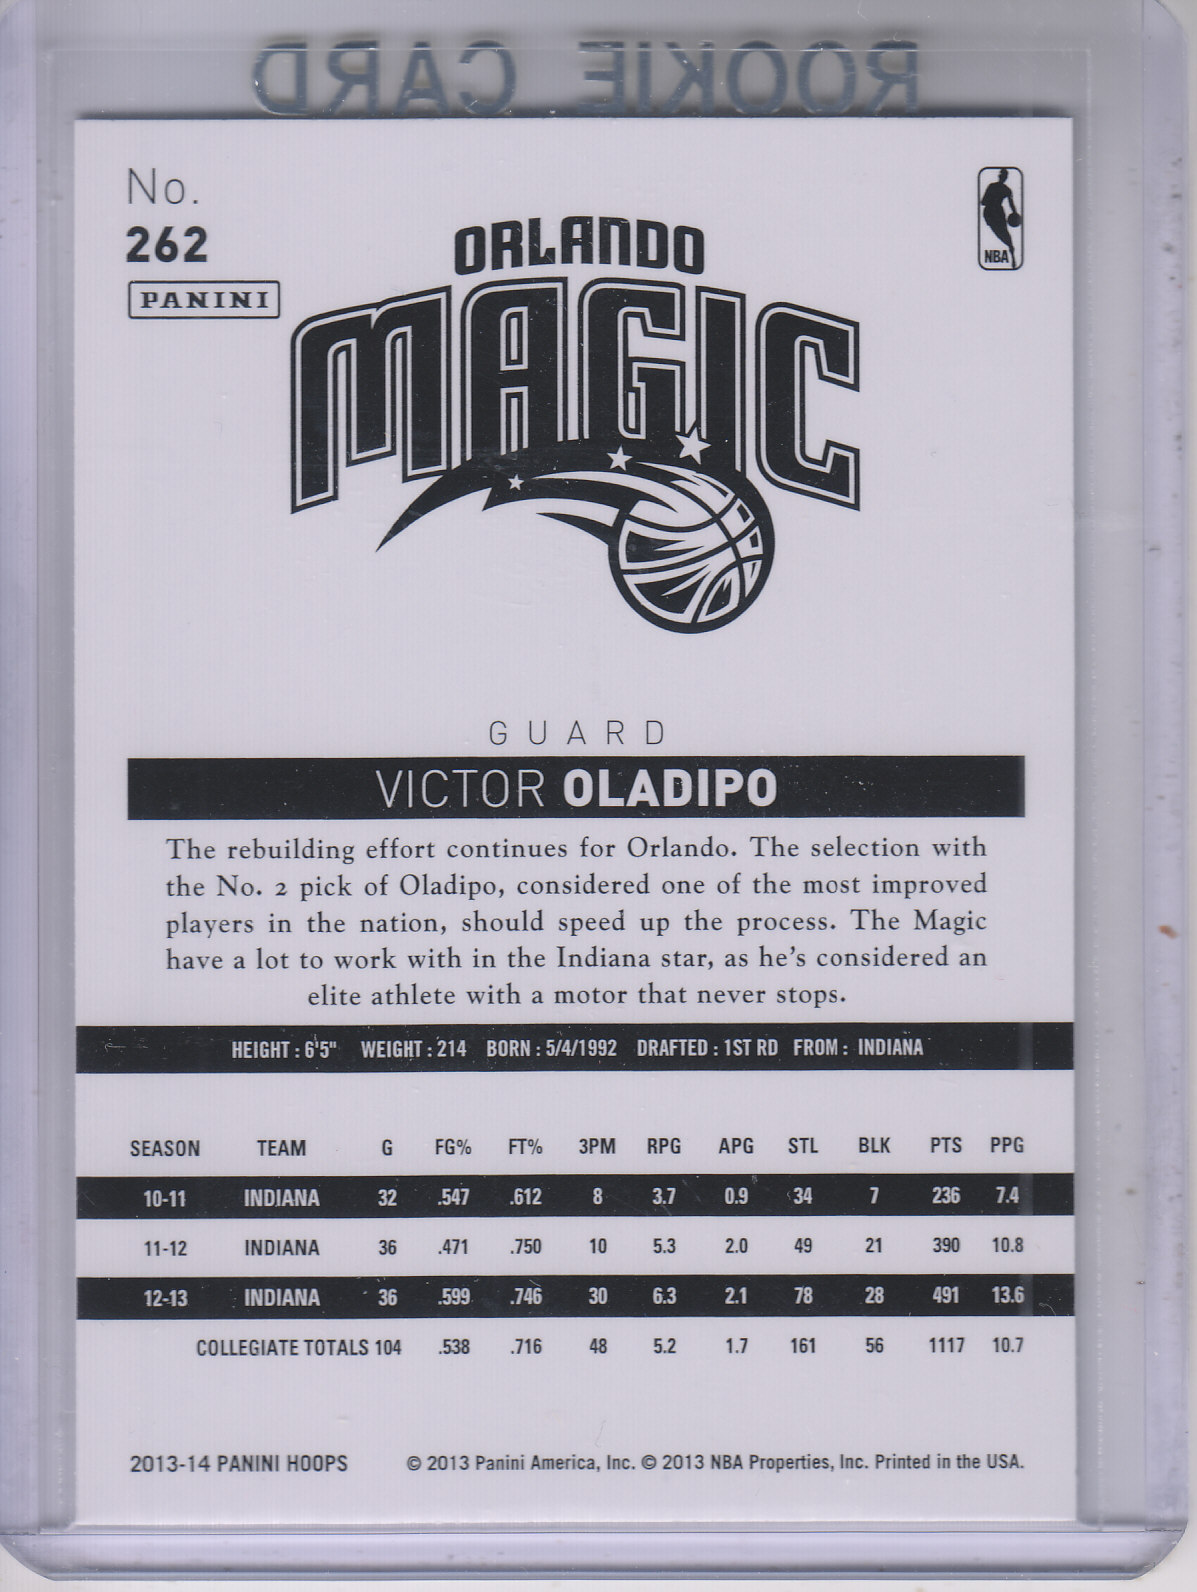 ROOKIE CARD
No.
262
PANINI
NBA
ORLANDO
MAGIC
GUARD
VICTOR OLADIPO
The rebuilding effort continues for Orlando. The selection with
the No. 2 pick of Oladipo, considered one of the most improved
players in the nation, should speed up the process. The Magic
have a lot to work with in the Indiana star, as he's considered an
elite athlete with a motor that never stops.
HEIGHT : 6'5" WEIGHT : 214 BORN : 5/4/1992 DRAFTED : 1ST RD FROM : INDIANA
SEASON TEAM G FG% FT% 3PM RPG APG STL BLK PTS PPG
10-11 INDIANA 32 .547 .612 8 3.7 0.9 34 7 236 7.4
11-12 INDIANA 36 .471 .750 10 5.3 2.0 49 21 390 10.8
12-13 INDIANA 36 .599 .746 30 6.3 2.1 78 28 491 13.6
COLLEGIATE TOTALS 104 .538 .716 48 5.2 1.7 161 56 1117 10.7
2013-14 PANINI HOOPS © 2013 Panini America, Inc. © 2013 NBA Properties, Inc. Printed in the USA.